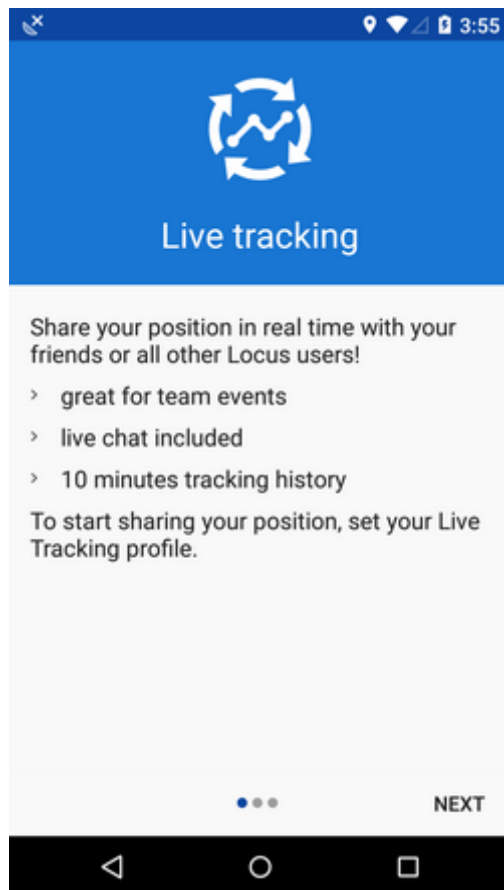 3:55
Live tracking
Share your position in real time with your
friends or all other Locus users!
> great for team events
> live chat included
> 10 minutes tracking history
To start sharing your position, set your Live
Tracking profile.
NEXT